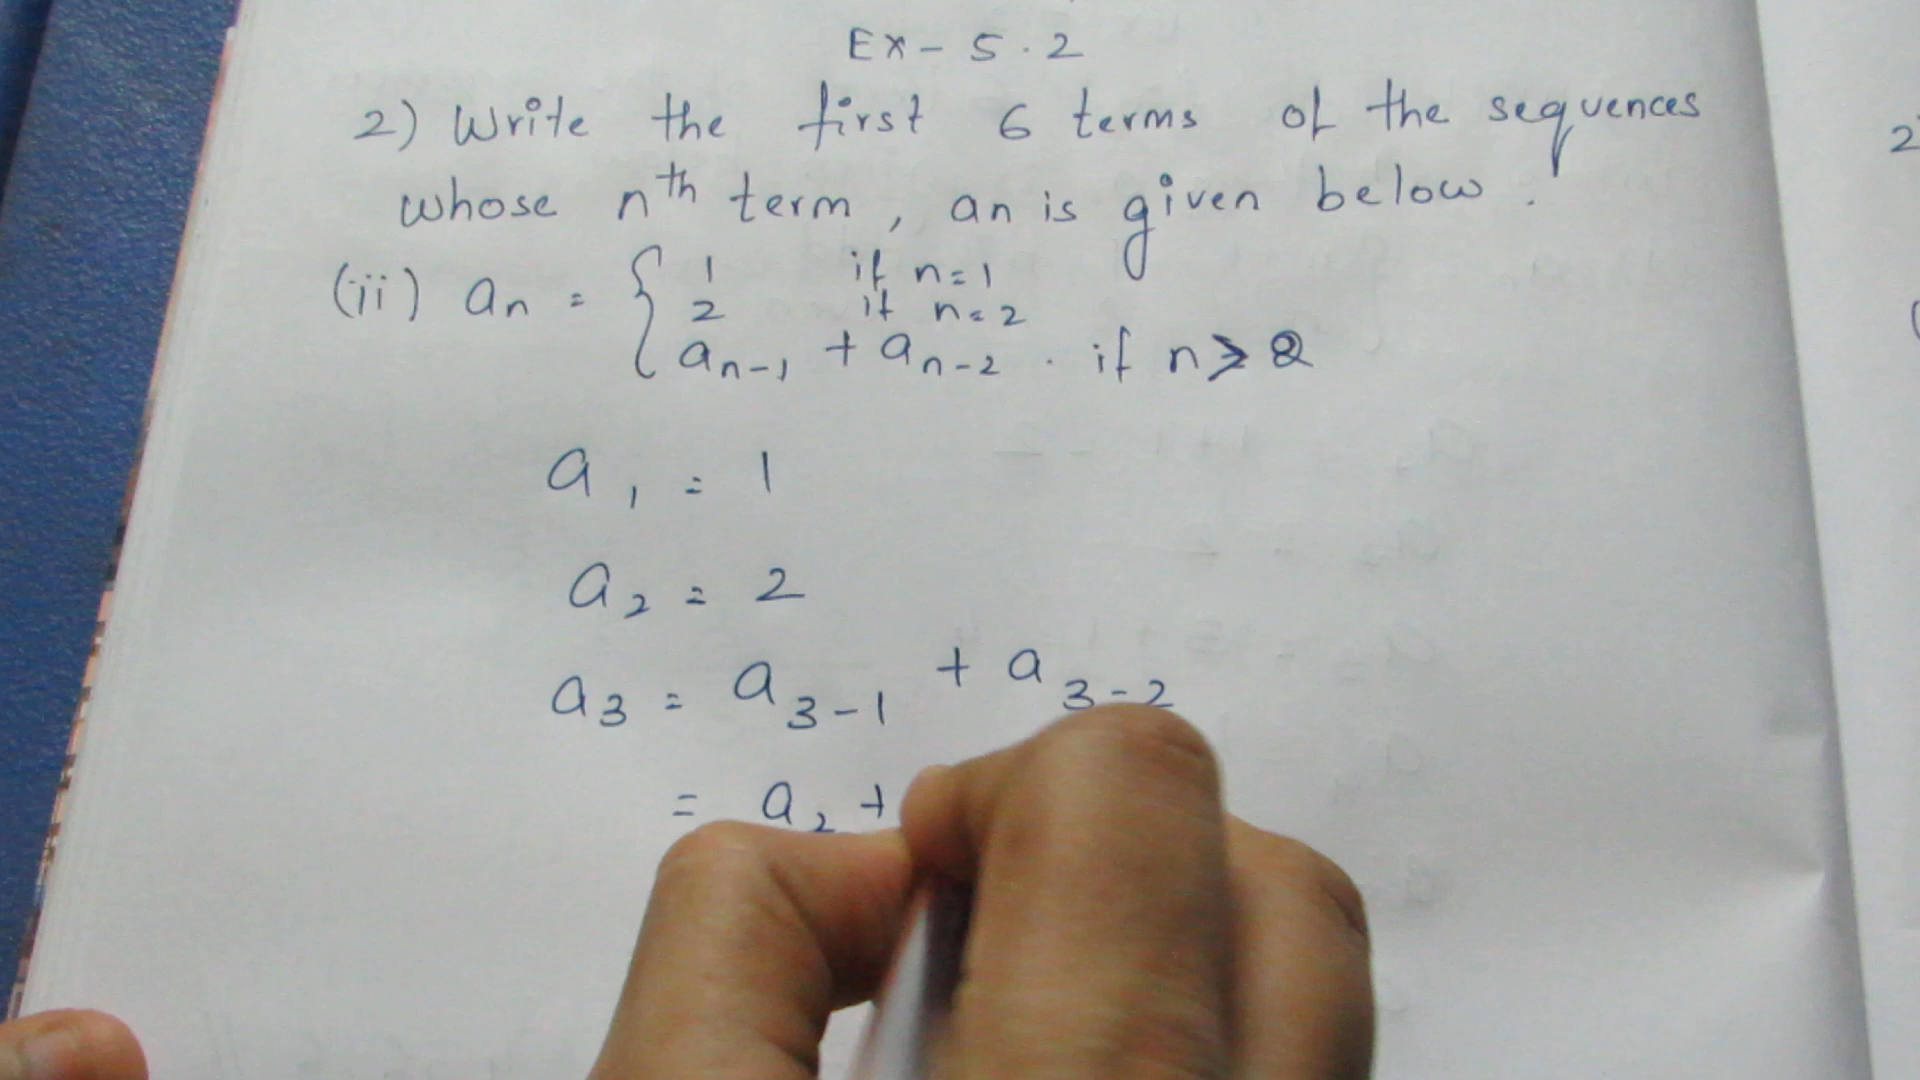 Ex - 5.2
2) Write the first 6 terms of the sequences
whose nth term, an is given below.
(ii) an = { 1 if n=1
2 if n=2
an-1 + an-2 . if n > 2
a1 = 1
a2 = 2
a3 = a3-1 + a3-2
= a2 +
2